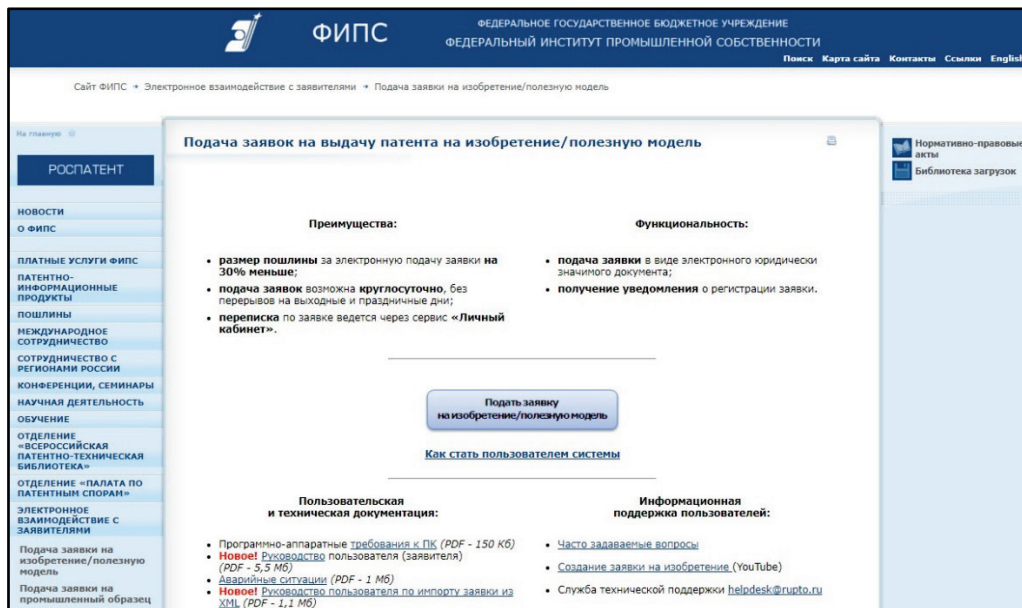 ФИПС
ФЕДЕРАЛЬНОЕ ГОСУДАРСТВЕННОЕ БЮДЖЕТНОЕ УЧРЕЖДЕНИЕ
ФЕДЕРАЛЬНЫЙ ИНСТИТУТ ПРОМЫШЛЕННОЙ СОБСТВЕННОСТИ
Поиск Карта сайта Контакты Ссылки English
Сайт ФИПС → Электронное взаимодействие с заявителями → Подача заявки на изобретение/полезную модель
На главную
РОСПАТЕНТ
НОВОСТИ
О ФИПС
ПЛАТНЫЕ УСЛУГИ ФИПС
ПАТЕНТНО-
ИНФОРМАЦИОННЫЕ
ПРОДУКТЫ
ПОШЛИНЫ
МЕЖДУНАРОДНОЕ
СОТРУДНИЧЕСТВО
СОТРУДНИЧЕСТВО С
РЕГИОНАМИ РОССИИ
КОНФЕРЕНЦИИ, СЕМИНАРЫ
НАУЧНАЯ ДЕЯТЕЛЬНОСТЬ
ОБУЧЕНИЕ
ОТДЕЛЕНИЕ
«ВСЕРОССИЙСКАЯ
ПАТЕНТНО-ТЕХНИЧЕСКАЯ
БИБЛИОТЕКА»
ОТДЕЛЕНИЕ «ПАЛАТА ПО
ПАТЕНТНЫМ СПОРАМ»
ЭЛЕКТРОННОЕ
ВЗАИМОДЕЙСТВИЕ С
ЗАЯВИТЕЛЯМИ
Подача заявки на
изобретение/полезную
модель
Подача заявки на
промышленный образец
Подача заявок на выдачу патента на изобретение/полезную модель
Преимущества:
• размер пошлины за электронную подачу заявки на
30% меньше;
• подача заявок возможна круглосуточно, без
перерывов на выходные и праздничные дни;
• переписка по заявке ведется через сервис «Личный
кабинет».
Функциональность:
• подача заявки в виде электронного юридически
значимого документа;
• получение уведомления о регистрации заявки.
Подать заявку
на изобретение/полезную модель
Как стать пользователем системы
Пользовательская
и техническая документация:
• Программно-аппаратные требования к ПК (PDF - 150 Кб)
• Новое! Руководство пользователя (заявителя)
(PDF - 5,5 Мб)
• Аварийные ситуации (PDF - 1 Мб)
• Новое! Руководство пользователя по импорту заявки из
XML (PDF - 1,1 Мб)
Информационная
поддержка пользователей:
• Часто задаваемые вопросы
• Создание заявки на изобретение (YouTube)
• Служба технической поддержки helpdesk@rupto.ru
Нормативно-правовые
акты
Библиотека загрузок